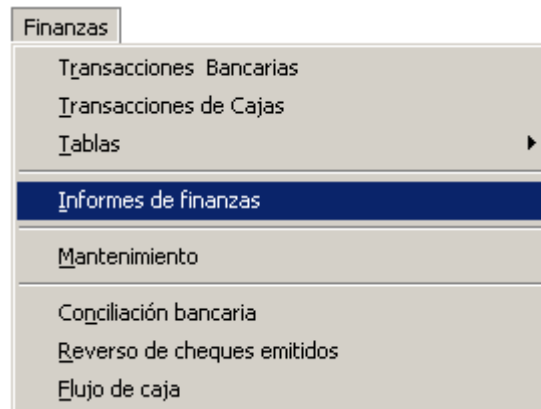 Finanzas
Transacciones Bancarias
Transacciones de Cajas
Tablas
Informes de finanzas
Mantenimiento
Conciliación bancaria
Reverso de cheques emitidos
Flujo de caja